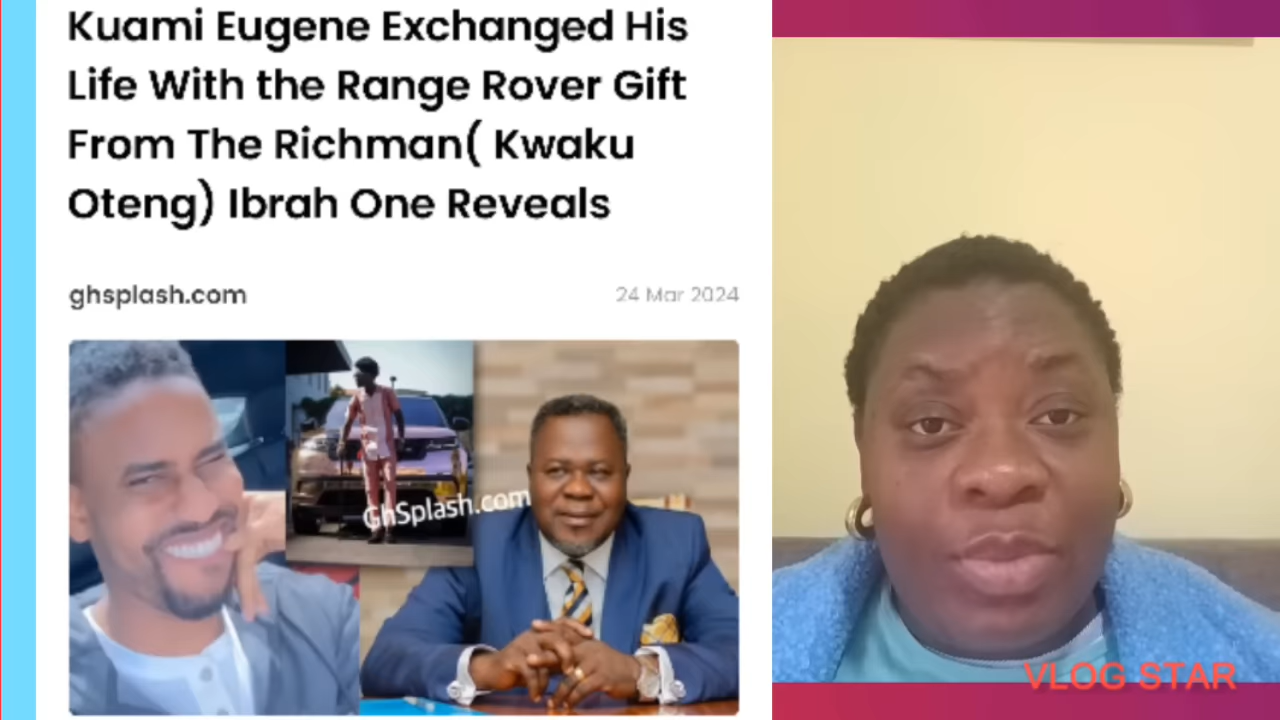 Kuami Eugene Exchanged His
Life With the Range Rover Gift
From The Richman( Kwaku
Oteng) Ibrah One Reveals
ghsplash.com
24 Mar 2024
GhSplash.com
VLOG STAR